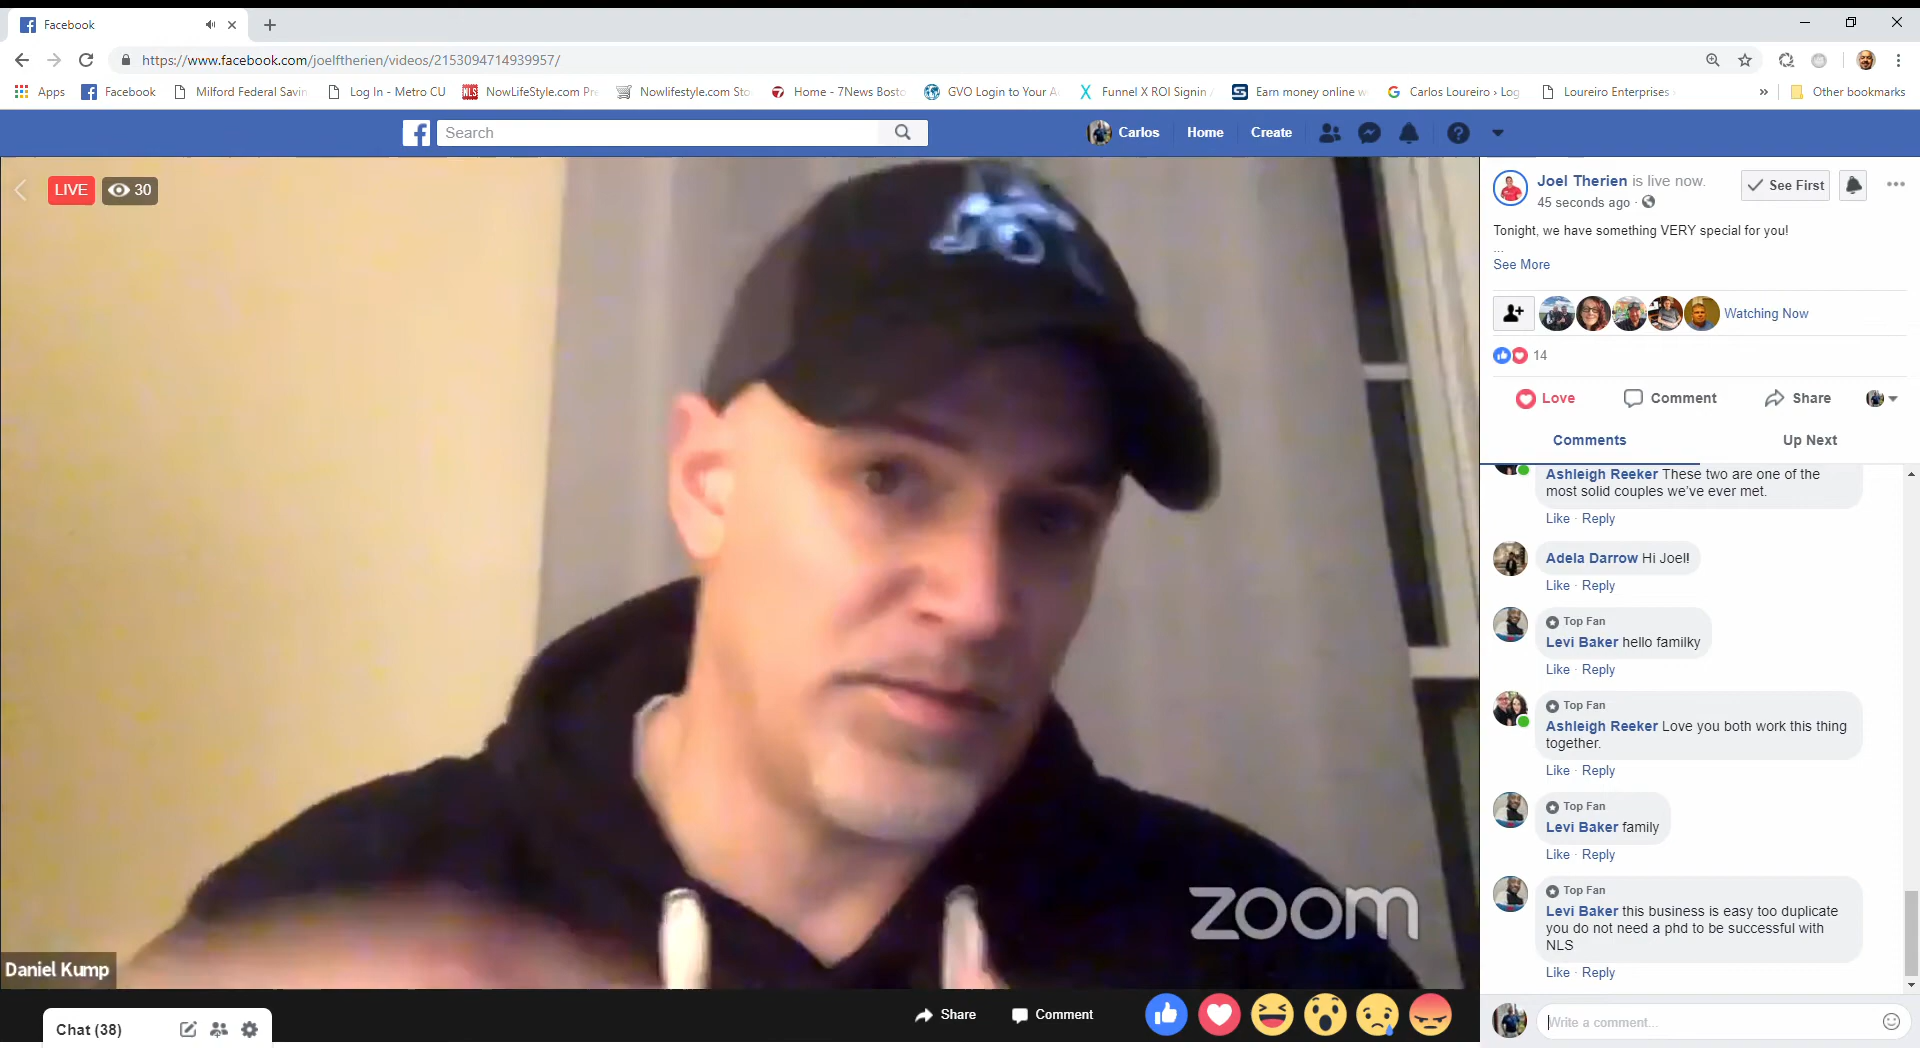 Facebook
https://www.facebook.com/joelftherien/videos/2153094714939957/
Apps
Facebook
Milford Federal Savin
Log In - Metro CU
NLS
NowLifeStyle.com Pre
Nowlifestyle.com Sto
Home - 7News Bosto
GVO Login to Your A
Funnel X ROI Signin
Earn money online w
Carlos Loureiro › Log
Loureiro Enterprises
»
Other bookmarks
Search
Carlos
Home
Create
LIVE
30
Joel Therien is live now.
45 seconds ago ·
See First
Tonight, we have something VERY special for you!
...
See More
Watching Now
14
Love
Comment
Share
Comments
Up Next
Ashleigh Reeker These two are one of the
most solid couples we've ever met.
Like · Reply
Adela Darrow Hi Joel!
Like · Reply
Top Fan
Levi Baker hello familky
Like · Reply
Top Fan
Ashleigh Reeker Love you both work this thing
together.
Like · Reply
Top Fan
Levi Baker family
Like · Reply
Top Fan
Levi Baker this business is easy too duplicate
you do not need a phd to be successful with
NLS
Like · Reply
Write a comment...
zoom
Daniel Kump
Share
Comment
Chat (38)